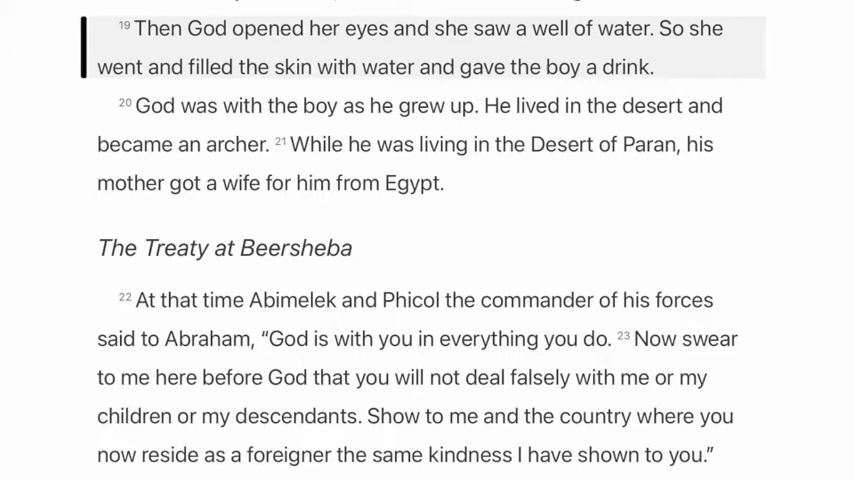 19 Then God opened her eyes and she saw a well of water. So she
went and filled the skin with water and gave the boy a drink.
20 God was with the boy as he grew up. He lived in the desert and
became an archer. 21 While he was living in the Desert of Paran, his
mother got a wife for him from Egypt.
The Treaty at Beersheba
22 At that time Abimelek and Phicol the commander of his forces
said to Abraham, “God is with you in everything you do. 23 Now swear
to me here before God that you will not deal falsely with me or my
children or my descendants. Show to me and the country where you
now reside as a foreigner the same kindness I have shown to you.”